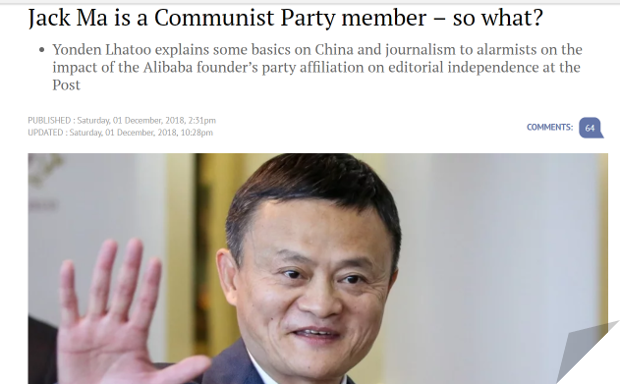 Jack Ma is a Communist Party member – so what?
• Yonden Lhatoo explains some basics on China and journalism to alarmists on the
impact of the Alibaba founder's party affiliation on editorial independence at the
Post
PUBLISHED : Saturday, 01 December, 2018, 2:31pm
UPDATED : Saturday, 01 December, 2018, 10:28pm
COMMENTS: 64